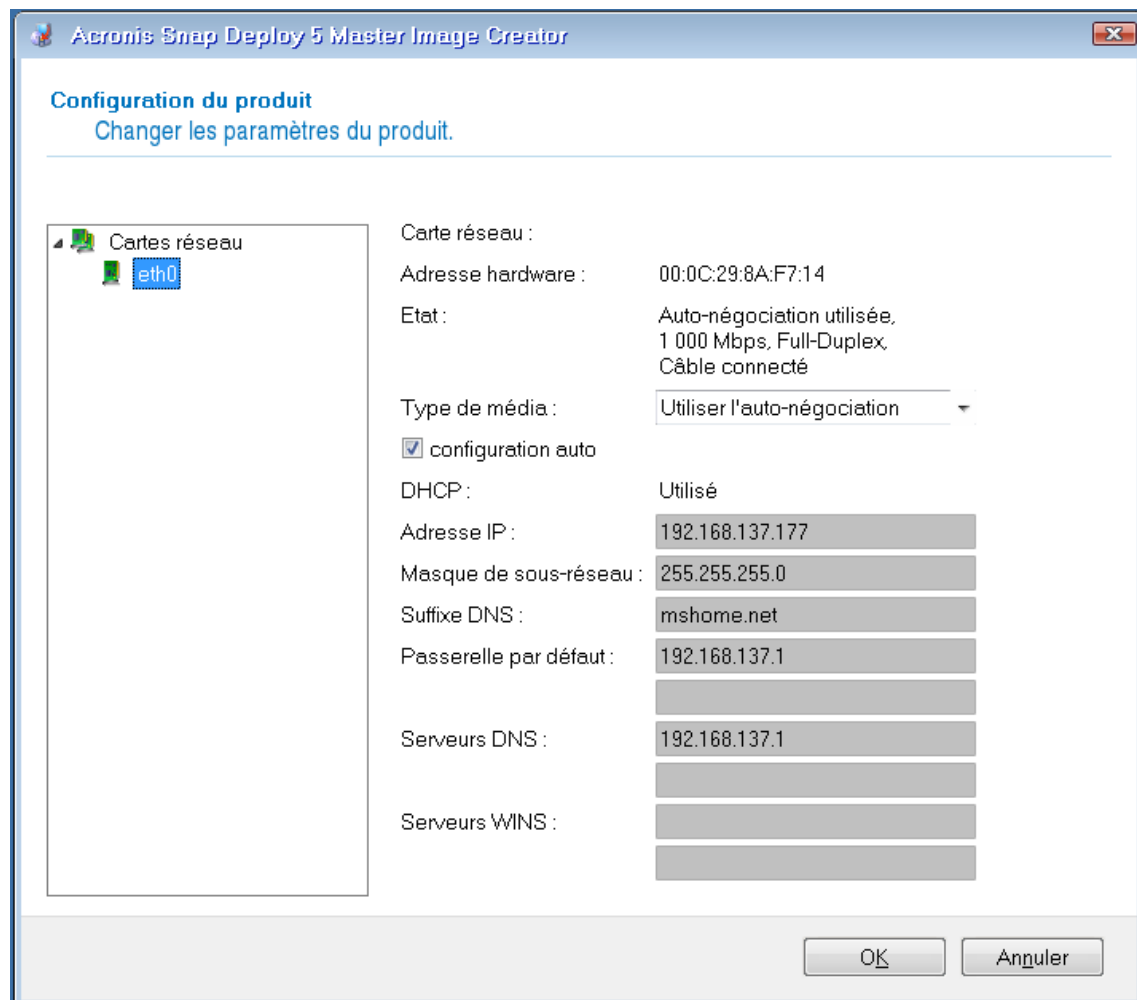 Acronis Snap Deploy 5 Master Image Creator
Configuration du produit
Changer les paramètres du produit.
Cartes réseau
eth0
Carte réseau :
Adresse hardware : 00:0C:29:8A:F7:14
Etat : Auto-négociation utilisée,
1 000 Mbps, Full-Duplex,
Câble connecté
Type de média : Utiliser l'auto-négociation
configuration auto
DHCP : Utilisé
Adresse IP : 192.168.137.177
Masque de sous-réseau : 255.255.255.0
Suffixe DNS : mshome.net
Passerelle par défaut : 192.168.137.1
Serveurs DNS : 192.168.137.1
Serveurs WINS :
OK Annuler